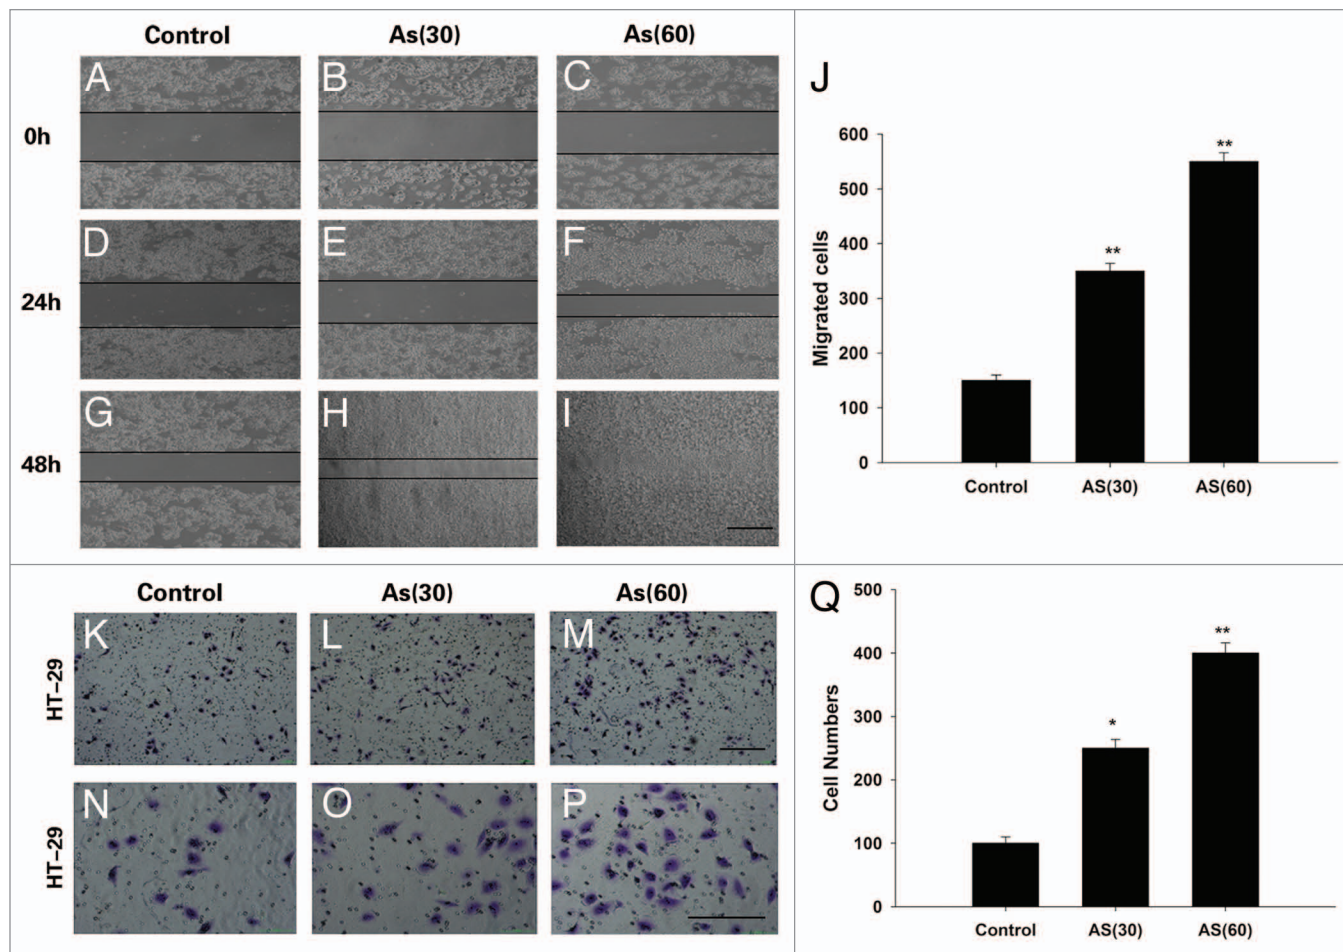 Control As(30) As(60)
A B C
0h
D E F
24h
G H I
48h
J
600
500
400
300
200
100
0
Migrated cells
**
**
Control AS(30) AS(60)
Control As(30) As(60)
K L M
HT-29
N O P
HT-29
Q
500
400
300
200
100
0
Cell Numbers
*
**
Control AS(30) AS(60)